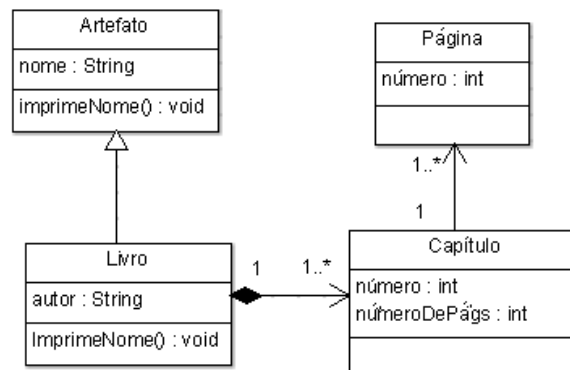 Artefato
nome : String
imprimeNome() : void
Página
número : int
1..*
1
Livro
autor : String
ImprimeNome() : void
1
1..*
Capítulo
número : int
númeroDePágs : int